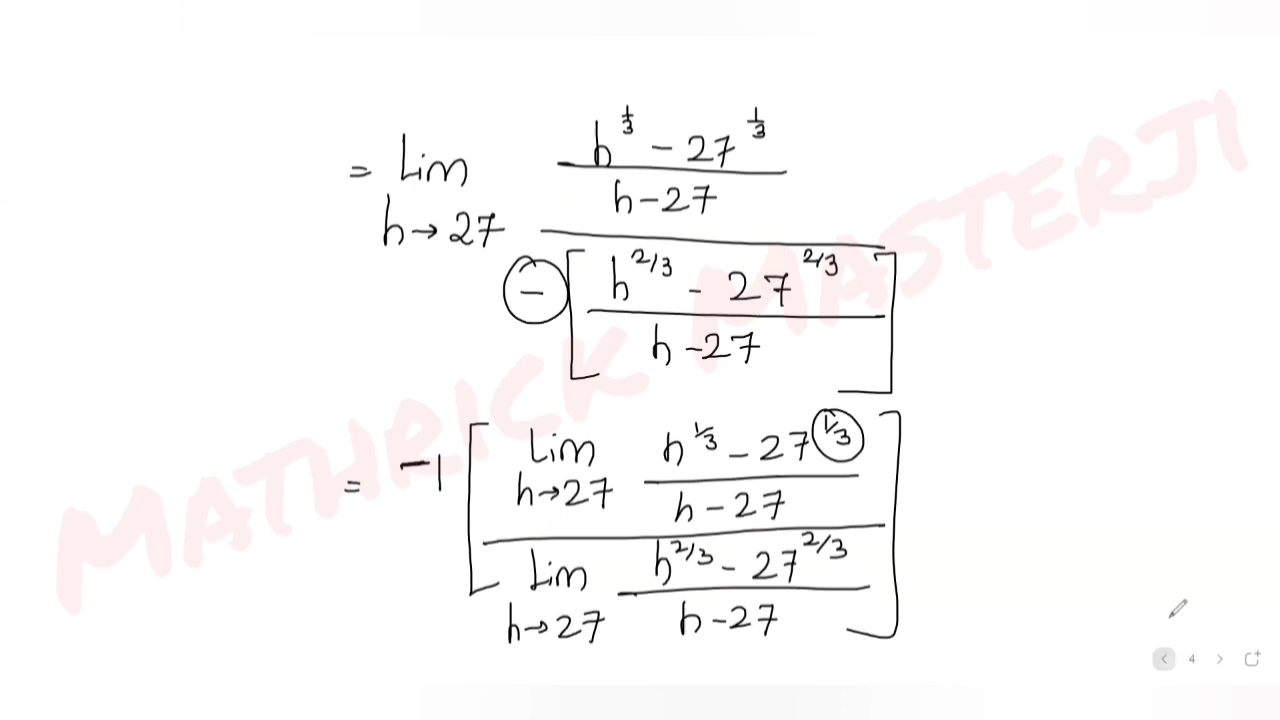 = Lim h^1/3 - 27^1/3
h - 27
h → 27
- [ h^2/3 - 27^2/3
h - 27 ]
= -1 [ Lim h^1/3 - 27^1/3
h→27 h - 27
Lim h^2/3 - 27^2/3
h→27 h - 27 ]
MATHRICK MASTERJI
4